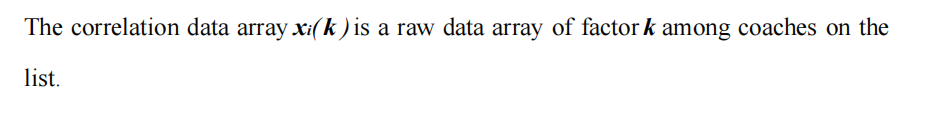 The correlation data array xi(k) is a raw data array of factor k among coaches on the
list.